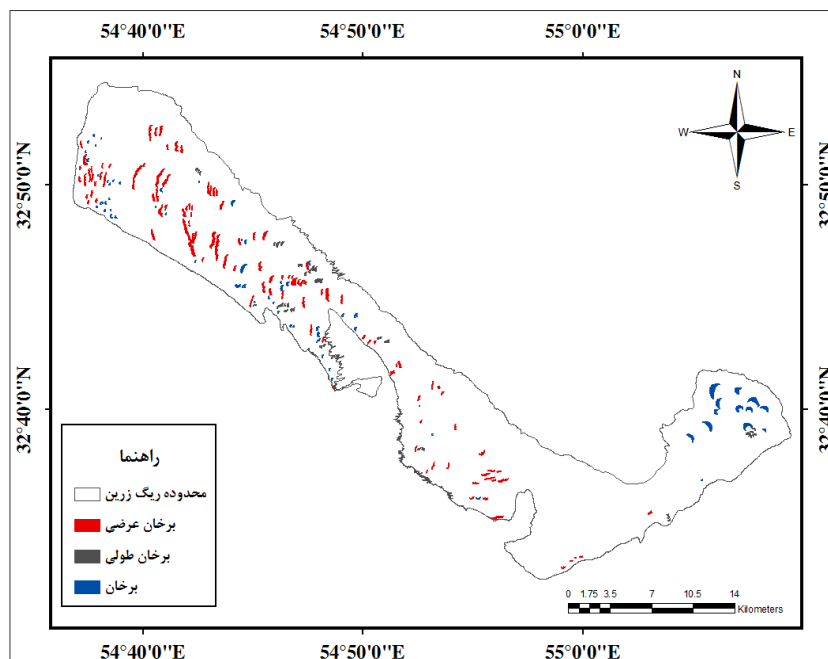 54°40'0"E 54°50'0"E 55°0'0"E
N
W E
S
32°50'0"N 32°50'0"N
32°40'0"N 32°40'0"N
راهنما
محدوده ریگ زرین
برخان عرضی
برخان طولی
برخان
0 1.75 3.5 7 10.5 14
Kilometers
54°40'0"E 54°50'0"E 55°0'0"E